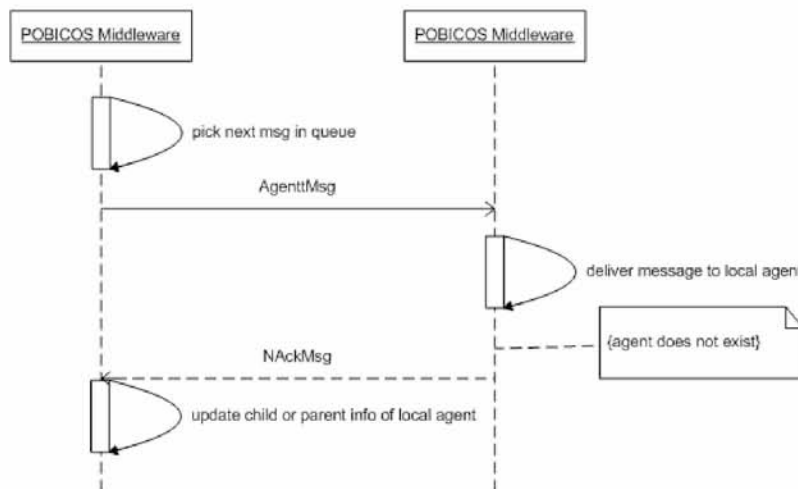 POBICOS Middleware
POBICOS Middleware
pick next msg in queue
AgenttMsg
deliver message to local agent
{agent does not exist}
NAckMsg
update child or parent info of local agent